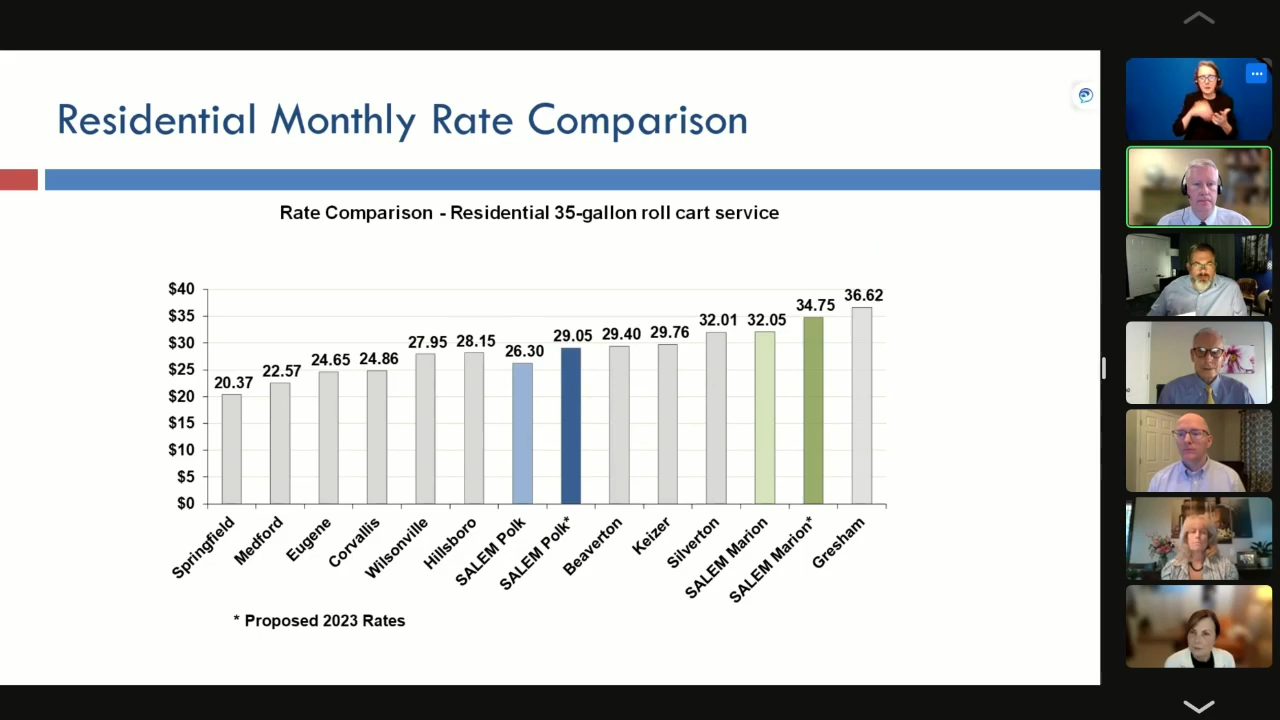 Residential Monthly Rate Comparison
Rate Comparison - Residential 35-gallon roll cart service
$40
$35
$30
$25
$20
$15
$10
$5
$0
20.37
22.57
24.65
24.86
27.95
28.15
26.30
29.05
29.40
29.76
32.01
32.05
34.75
36.62
Springfield
Medford
Eugene
Corvallis
Wilsonville
Hillsboro
SALEM Polk
SALEM Polk*
Beaverton
Keizer
Silverton
SALEM Marion
SALEM Marion*
Gresham
* Proposed 2023 Rates